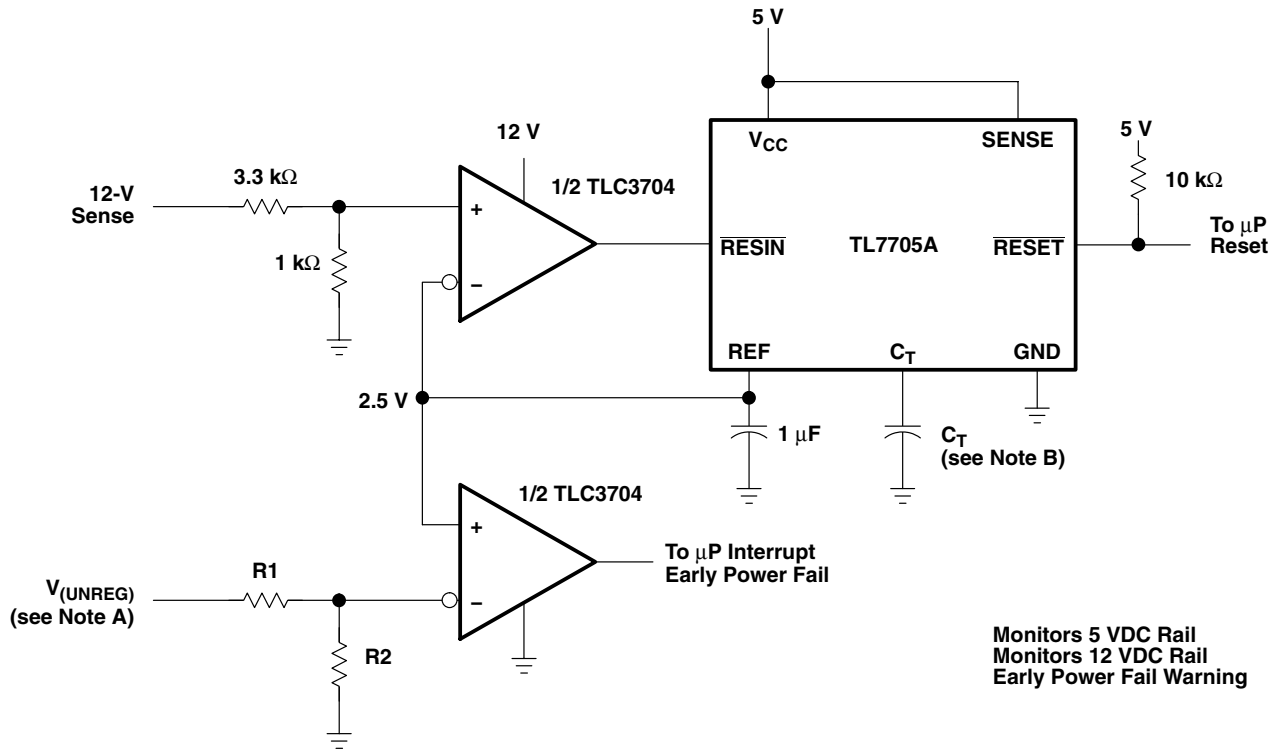 5 V
VCC
SENSE
5 V
10 kΩ
12 V
1/2 TLC3704
3.3 kΩ
12-V
Sense
+
1 kΩ
−
RESIN
TL7705A
RESET
To μP
Reset
REF
CT
GND
2.5 V
1 μF
CT
(see Note B)
1/2 TLC3704
+
To μP Interrupt
Early Power Fail
V(UNREG)
(see Note A)
R1
−
R2
Monitors 5 VDC Rail
Monitors 12 VDC Rail
Early Power Fail Warning